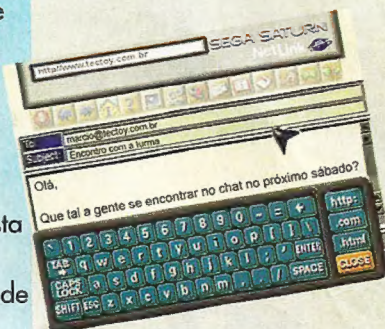 e
sta
de
SEGA SATURN
NetLink
http://www.tectoy.com.br
To: marcio@tectoy.com.br
Subject: Encontro com a turma
Olá,
Que tal a gente se encontrar no chat no próximo sábado?
` 1 2 3 4 5 6 7 8 9 0 - = ←
TAB q w e r t y u i o p [ ] \
CAPS LOCK a s d f g h j k l ; ' ENTER
SHIFT ESC z x c v b n m , . / SPACE
http:
.com
.html
CLOSE